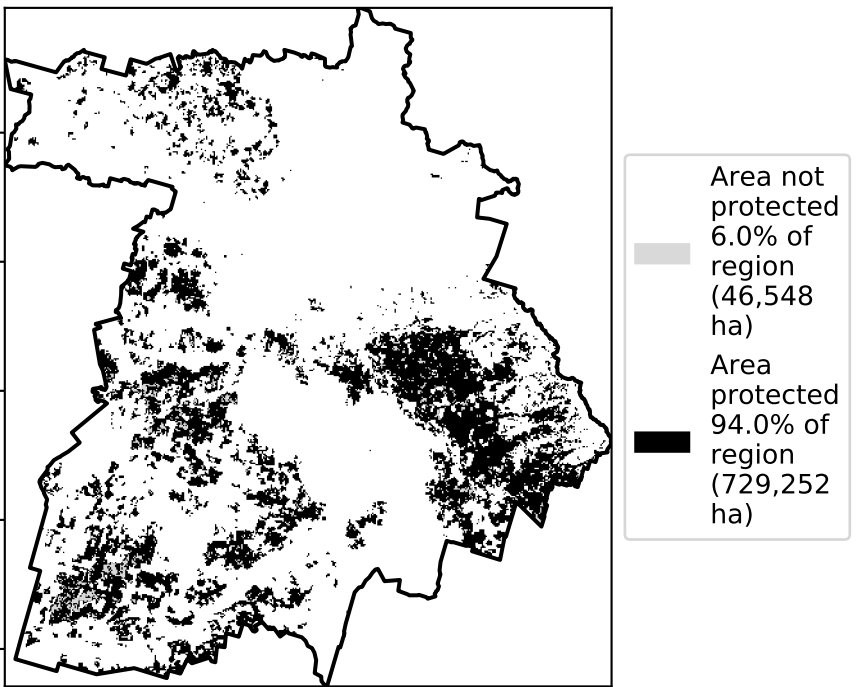 Area not
protected
6.0% of
region
(46,548
ha)
Area
protected
94.0% of
region
(729,252
ha)